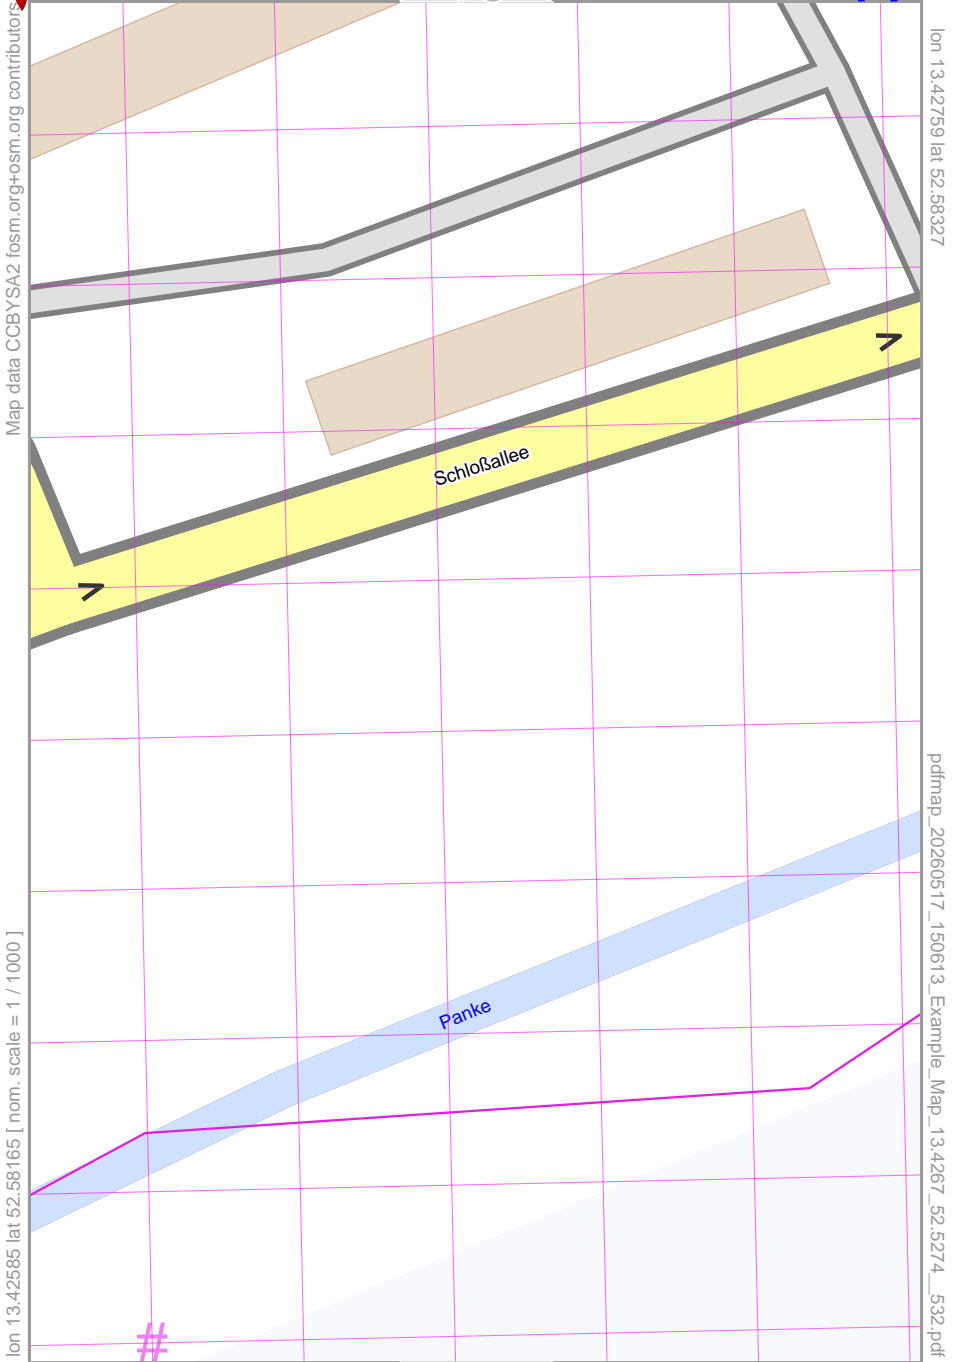 Map data CCBYSA2 fosm.org+osm.org contributors
lon 13.42585 lat 52.58165 [ nom. scale = 1 / 1000 ]
Schloßallee
Panke
#
lon 13.42759 lat 52.58327
pdfmap_20260517_150613_Example_Map_13.4267_52.5274__532.pdf